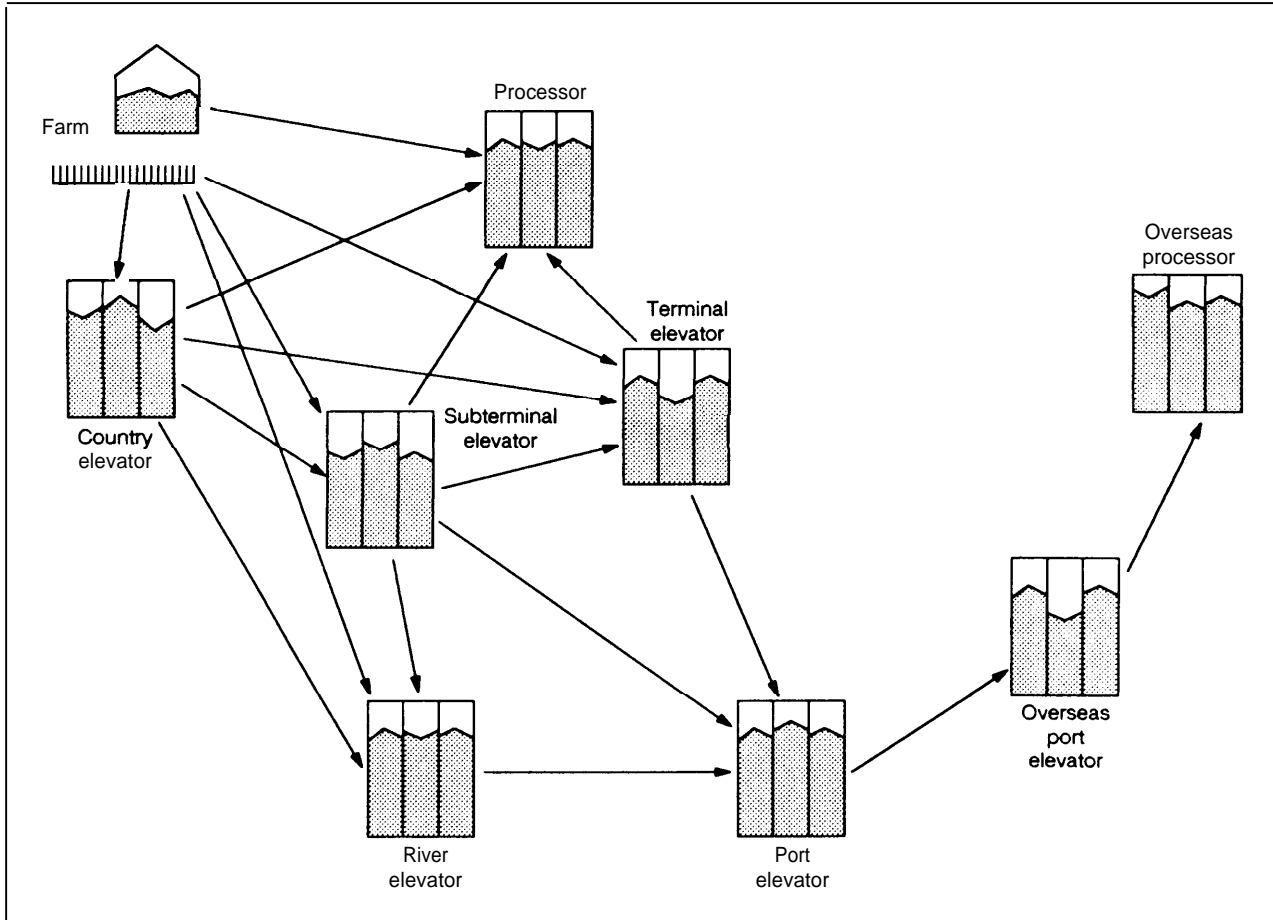 Processor
Farm
Overseas
processor
Terminal
elevator
Subterminal
elevator
Country
elevator
Overseas
port
elevator
River
elevator
Port
elevator